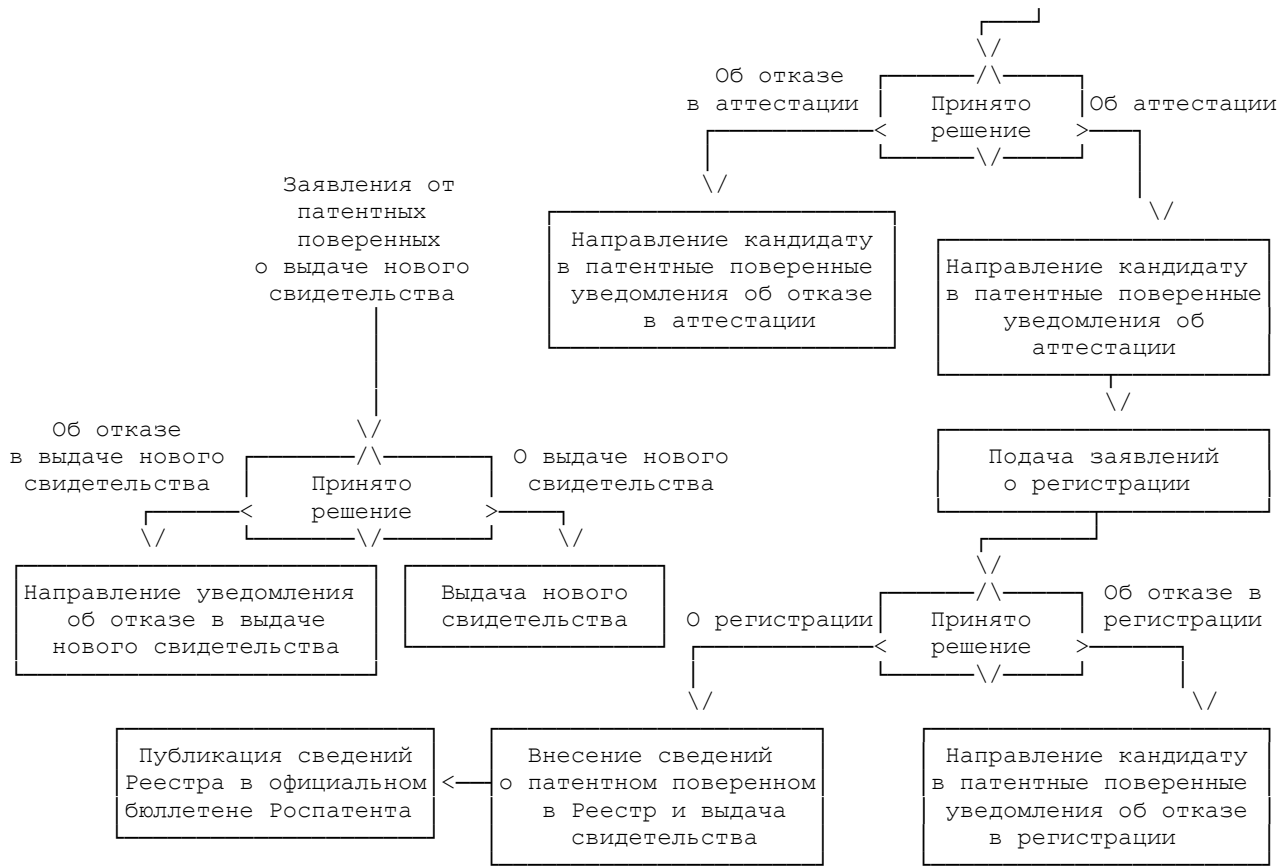 Об отказе
в аттестации
Принято
решение
Об аттестации
Заявления от
патентных
поверенных
о выдаче нового
свидетельства
Направление кандидату
в патентные поверенные
уведомления об отказе
в аттестации
Направление кандидату
в патентные поверенные
уведомления об
аттестации
Об отказе
в выдаче нового
свидетельства
Принято
решение
О выдаче нового
свидетельства
Подача заявлений
о регистрации
Направление уведомления
об отказе в выдаче
нового свидетельства
Выдача нового
свидетельства
О регистрации
Принято
решение
Об отказе в
регистрации
Публикация сведений
Реестра в официальном
бюллетене Роспатента
Внесение сведений
о патентном поверенном
в Реестр и выдача
свидетельства
Направление кандидату
в патентные поверенные
уведомления об отказе
в регистрации